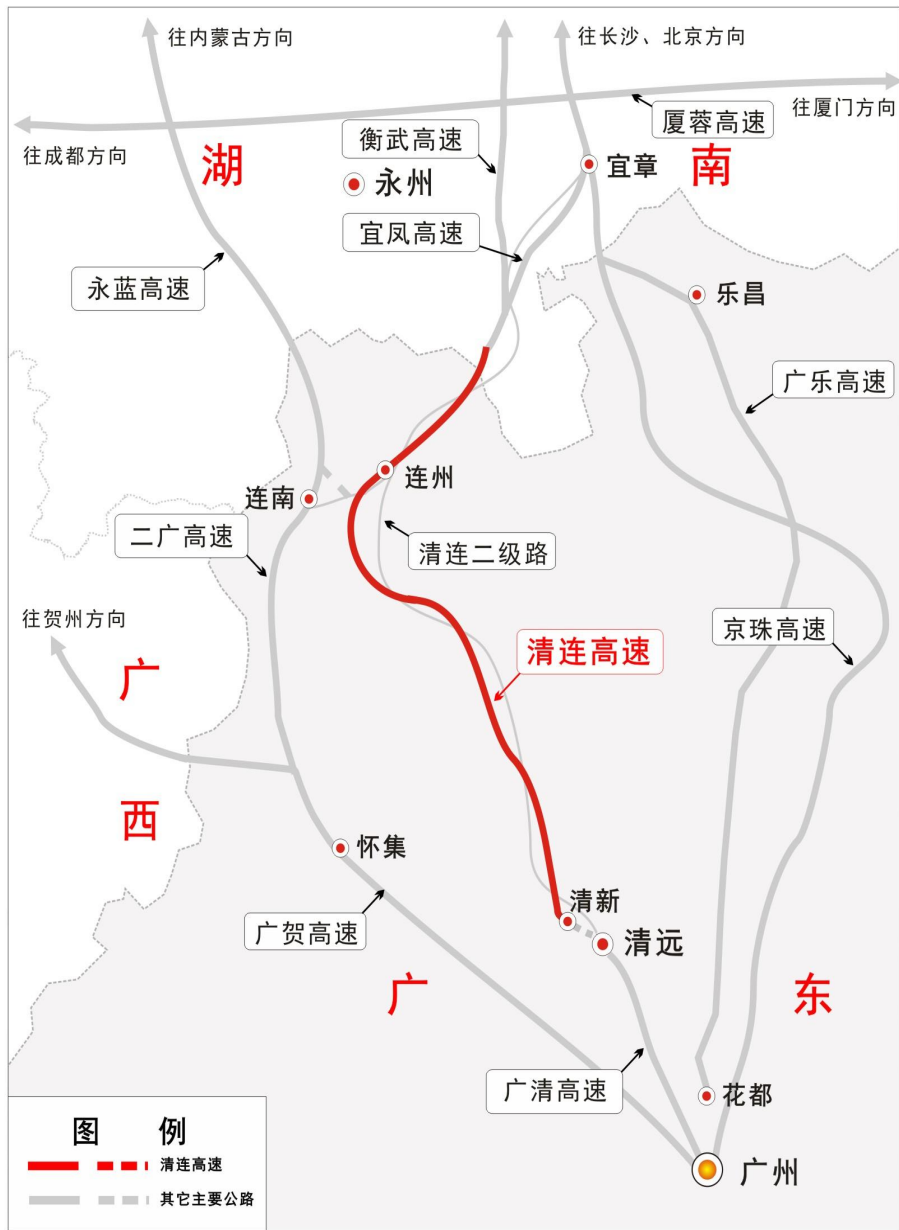 往内蒙古方向
往长沙、北京方向
往厦门方向
厦蓉高速
往成都方向
衡武高速
湖
南
宜章
永州
宜凤高速
永蓝高速
乐昌
广乐高速
连州
连南
二广高速
清连二级路
往贺州方向
京珠高速
清连高速
广
西
怀集
清新
广贺高速
清远
广
东
广清高速
花都
广州
图 例
清连高速
其它主要公路